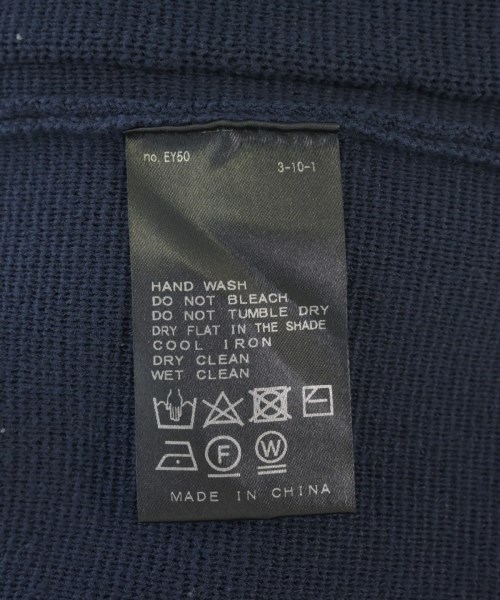 no. EY50
3-10-1
HAND WASH
DO NOT BLEACH
DO NOT TUMBLE DRY
DRY FLAT IN THE SHADE
COOL IRON
DRY CLEAN
WET CLEAN
F W
MADE IN CHINA